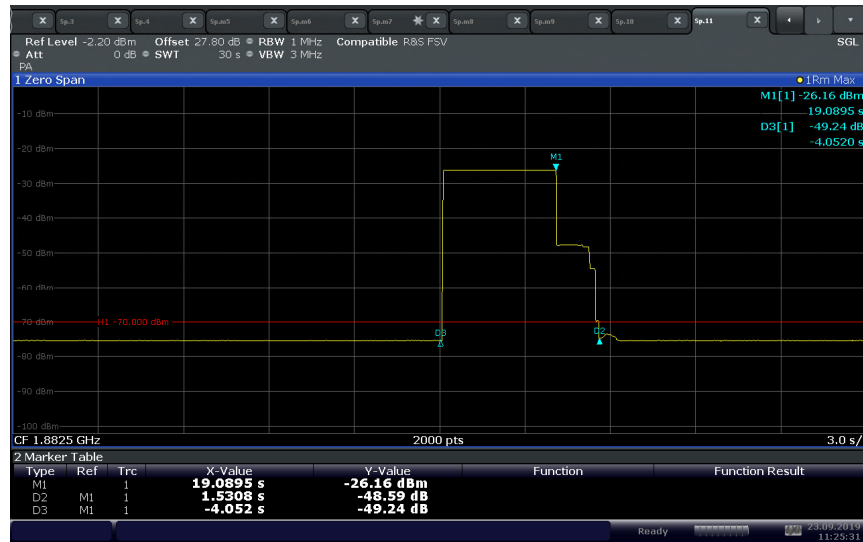 Sp.3 Sp.4 Sp.m5 Sp.m6 Sp.m7 Sp.m8 Sp.m9 Sp.10 Sp.11
Ref Level -2.20 dBm Offset 27.80 dB RBW 1 MHz Compatible R&S FSV SGL
Att 0 dB SWT 30 s VBW 3 MHz
PA
1 Zero Span 1Rm Max
M1[1] -26.16 dBm
19.0895 s
D3[1] -49.24 dB
-4.0520 s
-10 dBm
-20 dBm
M1
-30 dBm
-40 dBm
-50 dBm
-60 dBm
-70 dBm H1 -70.000 dBm
D3 D2
-80 dBm
-90 dBm
-100 dBm
CF 1.8825 GHz 2000 pts 3.0 s/
2 Marker Table
Type Ref Trc X-Value Y-Value Function Function Result
M1 1 19.0895 s -26.16 dBm
D2 M1 1 1.5308 s -48.59 dB
D3 M1 1 -4.052 s -49.24 dB
Ready 23.09.2019
11:25:31